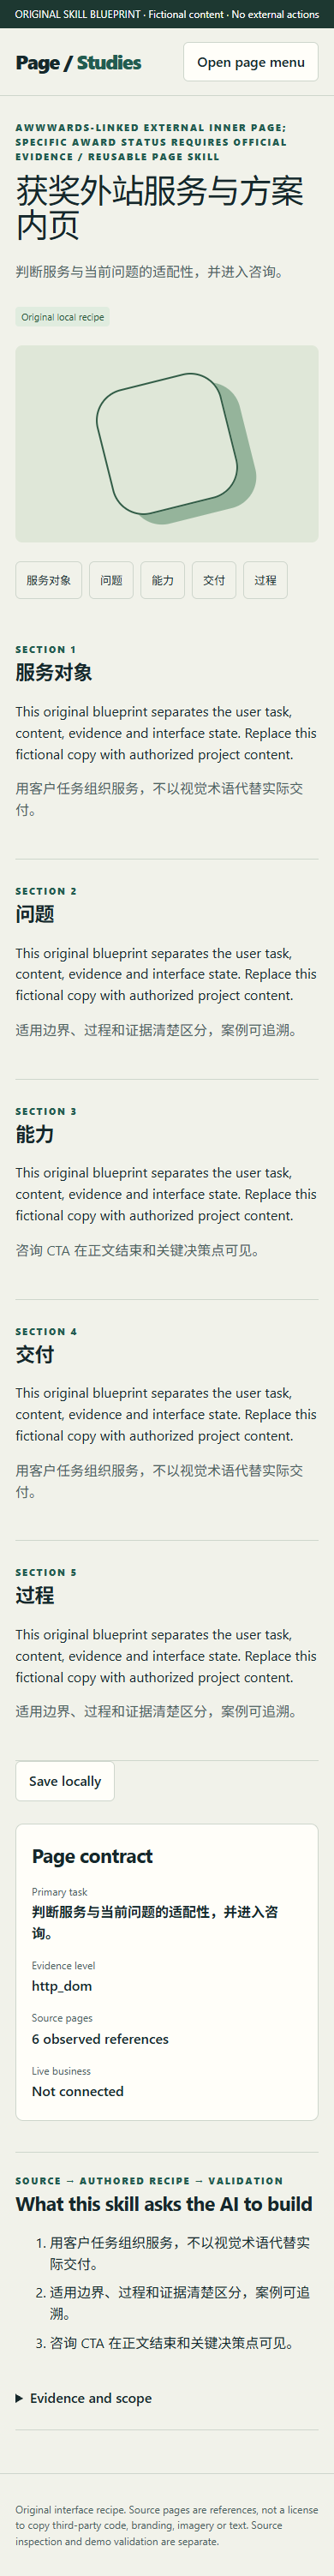 ORIGINAL SKILL BLUEPRINT · Fictional content · No external actions
Page / Studies
Open page menu
AWWWARDS-LINKED EXTERNAL INNER PAGE;
SPECIFIC AWARD STATUS REQUIRES OFFICIAL
EVIDENCE / REUSABLE PAGE SKILL
获奖外站服务与方案
内页
判断服务与当前问题的适配性，并进入咨询。
Original local recipe
服务对象 问题 能力 交付 过程
SECTION 1
服务对象
This original blueprint separates the user task,
content, evidence and interface state. Replace this
fictional copy with authorized project content.
用客户任务组织服务，不以视觉术语代替实际交
付。
SECTION 2
问题
This original blueprint separates the user task,
content, evidence and interface state. Replace this
fictional copy with authorized project content.
适用边界、过程和证据清楚区分，案例可追溯。
SECTION 3
能力
This original blueprint separates the user task,
content, evidence and interface state. Replace this
fictional copy with authorized project content.
咨询 CTA 在正文结束和关键决策点可见。
SECTION 4
交付
This original blueprint separates the user task,
content, evidence and interface state. Replace this
fictional copy with authorized project content.
用客户任务组织服务，不以视觉术语代替实际交
付。
SECTION 5
过程
This original blueprint separates the user task,
content, evidence and interface state. Replace this
fictional copy with authorized project content.
适用边界、过程和证据清楚区分，案例可追溯。
Save locally
Page contract
Primary task
判断服务与当前问题的适配性，并进入咨
询。
Evidence level
http_dom
Source pages
6 observed references
Live business
Not connected
SOURCE → AUTHORED RECIPE → VALIDATION
What this skill asks the AI to build
1. 用客户任务组织服务，不以视觉术语代替实
际交付。
2. 适用边界、过程和证据清楚区分，案例可追
溯。
3. 咨询 CTA 在正文结束和关键决策点可见。
▶ Evidence and scope
Original interface recipe. Source pages are references, not a license
to copy third-party code, branding, imagery or text. Source
inspection and demo validation are separate.